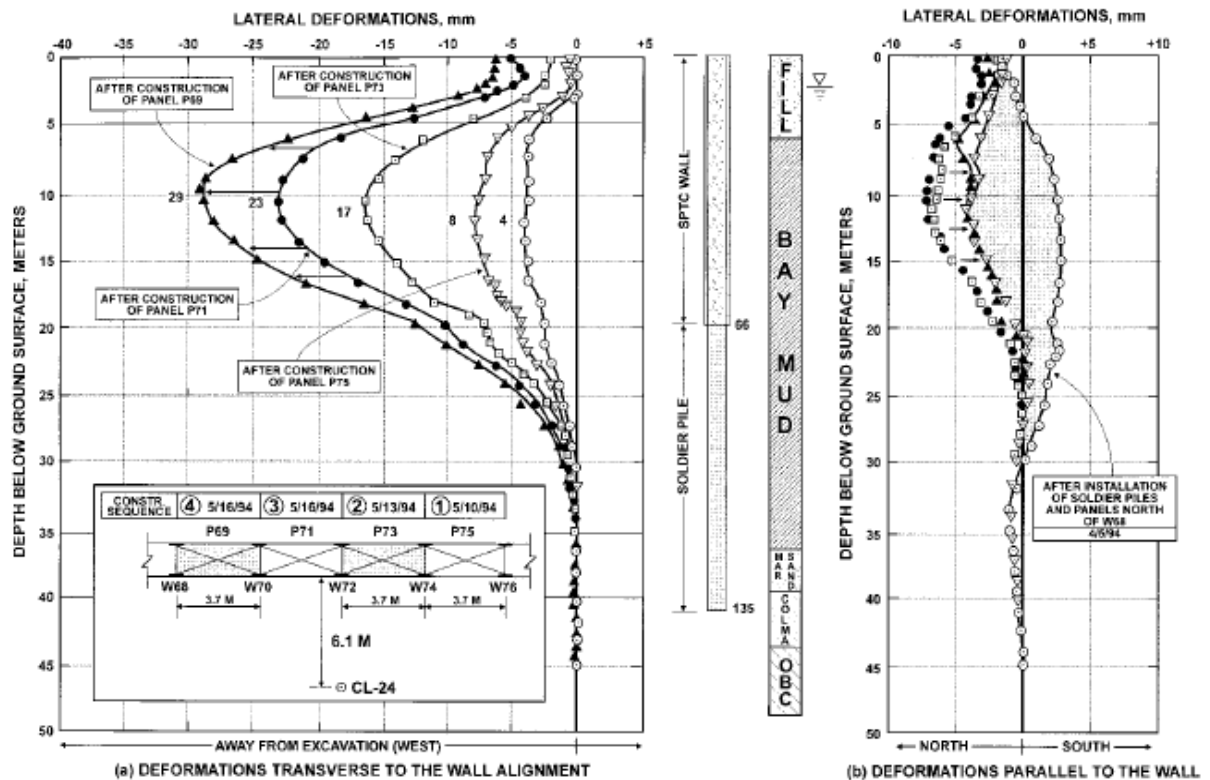 LATERAL DEFORMATIONS, mm
-40 -35 -30 -25 -20 -15 -10 -5 0 +5
DEPTH BELOW GROUND SURFACE, METERS
0
5
10
15
20
25
30
35
40
45
50
AFTER CONSTRUCTION
OF PANEL P69
AFTER CONSTRUCTION
OF PANEL P73
29 23 17 8 4
AFTER CONSTRUCTION
OF PANEL P71
AFTER CONSTRUCTION
OF PANEL P75
CONSTR.
SEQUENCE
4 5/16/94 3 5/16/94 2 5/13/94 1 5/10/94
P69 P71 P73 P75
W68 W70 W72 W74 W76
3.7 M 3.7 M 3.7 M
6.1 M
CL-24
AWAY FROM EXCAVATION (WEST)
(a) DEFORMATIONS TRANSVERSE TO THE WALL ALIGNMENT
SPTC WALL
SOLDIER PILE
66
135
FILL
BAY MUD
MAR SAND
COLMA
OBC
LATERAL DEFORMATIONS, mm
-10 -5 0 +5 +10
DEPTH BELOW GROUND SURFACE, METERS
0
5
10
15
20
25
30
35
40
45
50
AFTER INSTALLATION
OF SOLDIER PILES
AND PANELS NORTH
OF W68
4/5/94
NORTH SOUTH
(b) DEFORMATIONS PARALLEL TO THE WALL